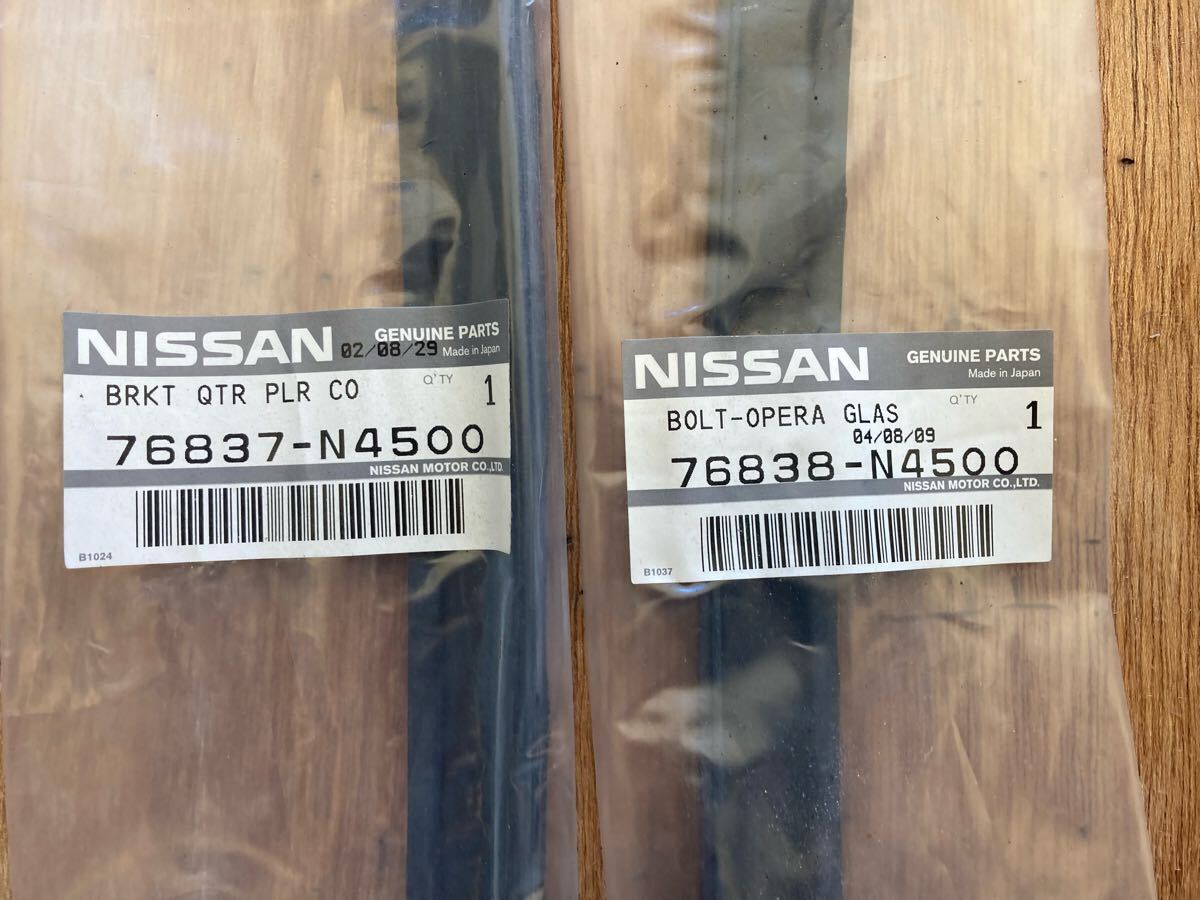 NISSAN GENUINE PARTS
02/08/29 Made in Japan
BRKT QTR PLR CO Q'TY 1
76837-N4500
NISSAN MOTOR CO.,LTD.
B1024
NISSAN GENUINE PARTS
Made in Japan
BOLT-OPERA GLAS Q'TY 1
04/08/09
76838-N4500
NISSAN MOTOR CO.,LTD.
B1037